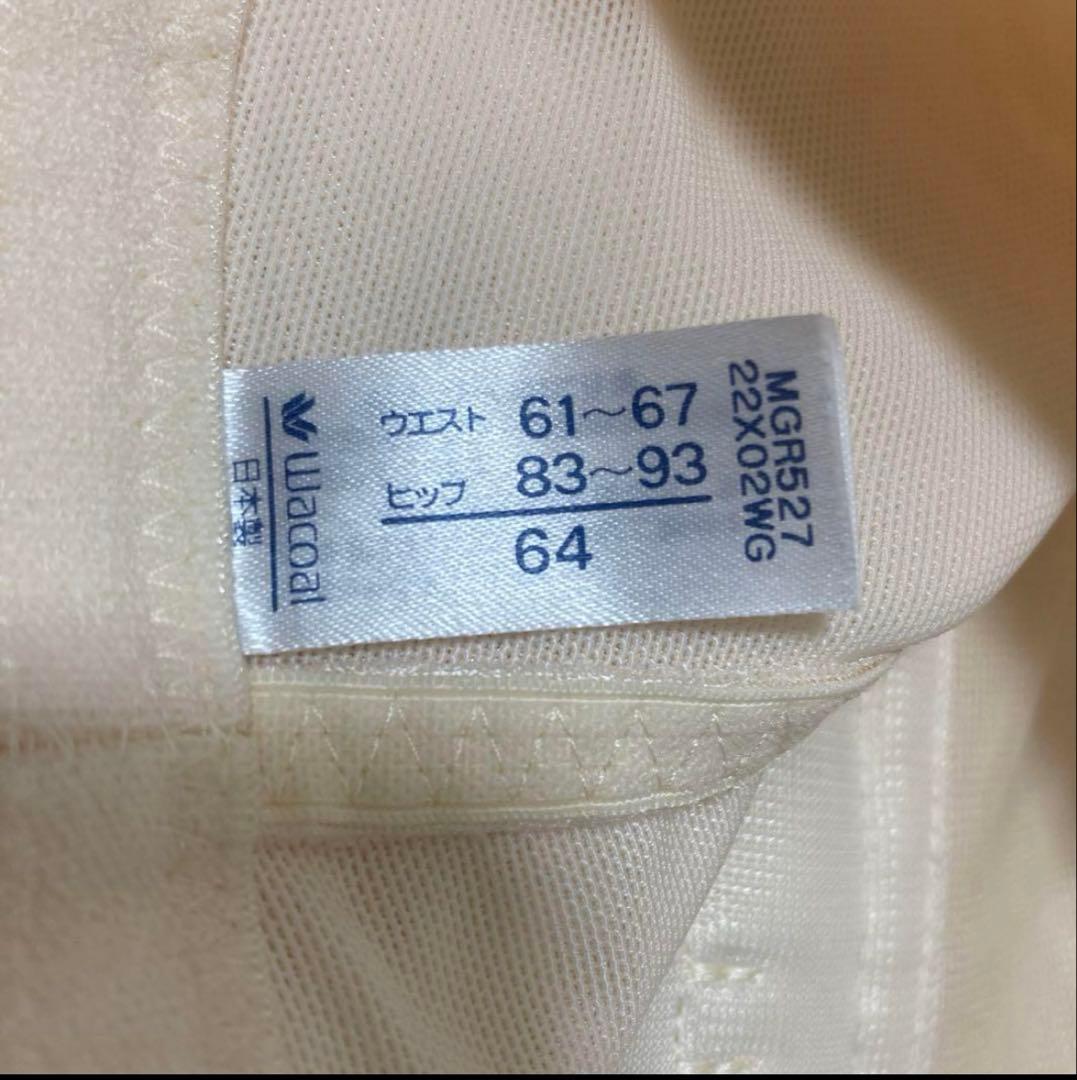 Wacoal
日本製
ウエスト 61〜67
ヒップ 83〜93
64
MGR527
22X02WG